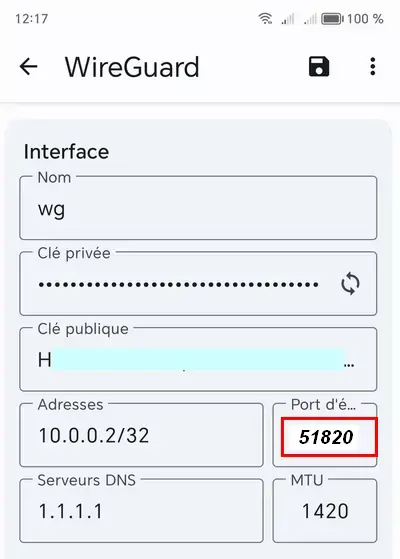 12:17
100 %
WireGuard
Interface
Nom
wg
Clé privée
••••••••••••••••••••••••••••••••
Clé publique
H…
Adresses
10.0.0.2/32
Port d'é…
51820
Serveurs DNS
1.1.1.1
MTU
1420